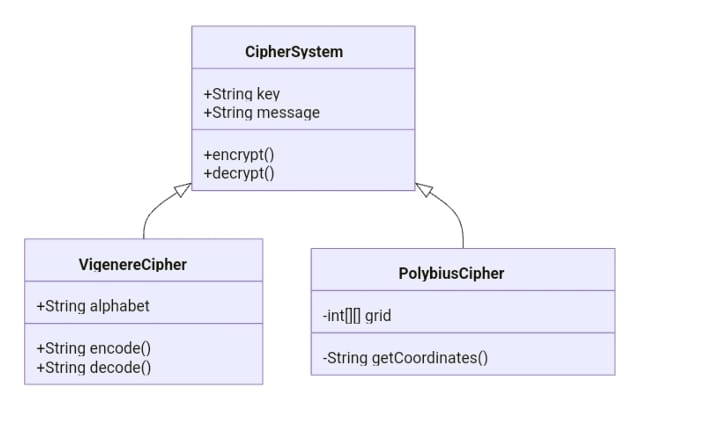 CipherSystem
+String key
+String message
+encrypt()
+decrypt()
VigenereCipher
+String alphabet
+String encode()
+String decode()
PolybiusCipher
-int[][] grid
-String getCoordinates()